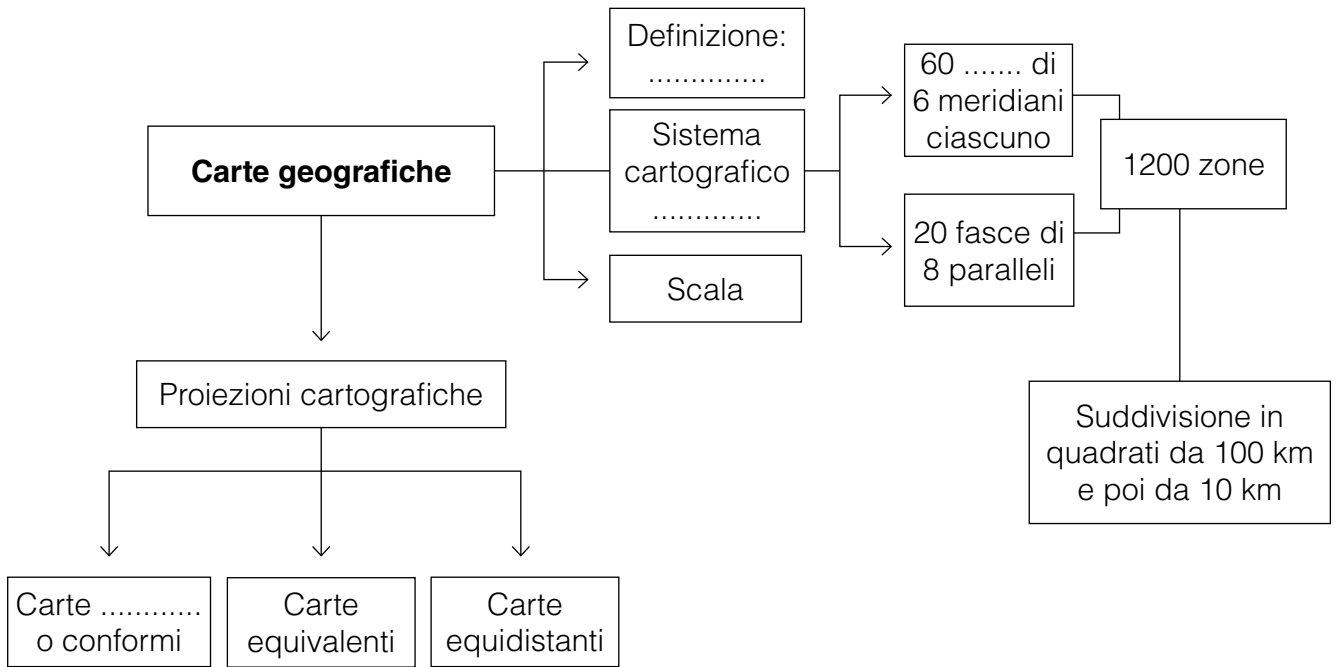 Definizione:
..............
Carte geografiche
Sistema
cartografico
.............
Scala
60 ....... di
6 meridiani
ciascuno
20 fasce di
8 paralleli
1200 zone
Suddivisione in
quadrati da 100 km
e poi da 10 km
Proiezioni cartografiche
Carte ............
o conformi
Carte
equivalenti
Carte
equidistanti